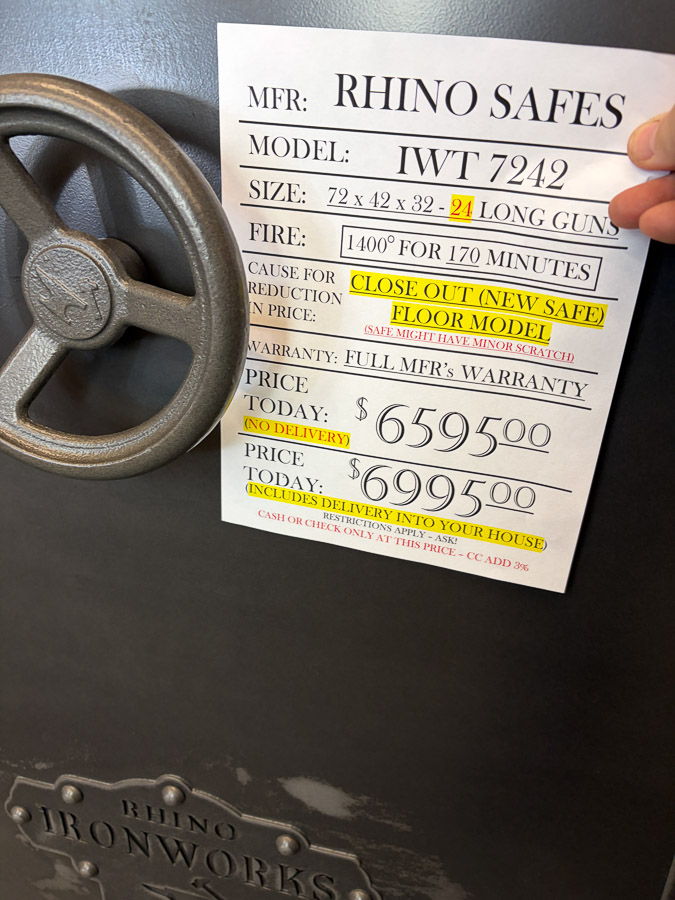 MFR: RHINO SAFES
MODEL: IWT 7242
SIZE: 72 x 42 x 32 - 24 LONG GUNS
FIRE: 1400° FOR 170 MINUTES
CAUSE FOR
REDUCTION
IN PRICE:
CLOSE OUT (NEW SAFE)
FLOOR MODEL
(SAFE MIGHT HAVE MINOR SCRATCH)
WARRANTY: FULL MFR's WARRANTY
PRICE
TODAY: $6595.00
(NO DELIVERY)
PRICE
TODAY: $6995.00
(INCLUDES DELIVERY INTO YOUR HOUSE)
RESTRICTIONS APPLY - ASK!
CASH OR CHECK ONLY AT THIS PRICE – CC ADD 3%
RHINO
IRONWORKS